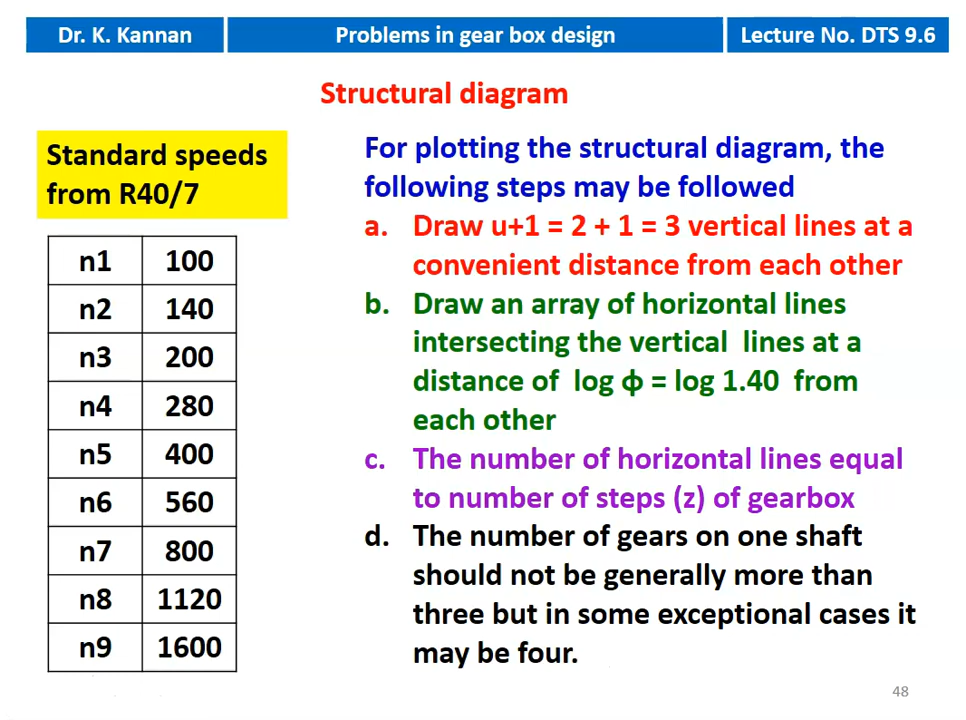 Dr. K. Kannan
Problems in gear box design
Lecture No. DTS 9.6
Structural diagram
Standard speeds
from R40/7
n1 100
n2 140
n3 200
n4 280
n5 400
n6 560
n7 800
n8 1120
n9 1600
For plotting the structural diagram, the
following steps may be followed
a. Draw u+1 = 2 + 1 = 3 vertical lines at a
convenient distance from each other
b. Draw an array of horizontal lines
intersecting the vertical lines at a
distance of log ϕ = log 1.40 from
each other
c. The number of horizontal lines equal
to number of steps (z) of gearbox
d. The number of gears on one shaft
should not be generally more than
three but in some exceptional cases it
may be four.
48